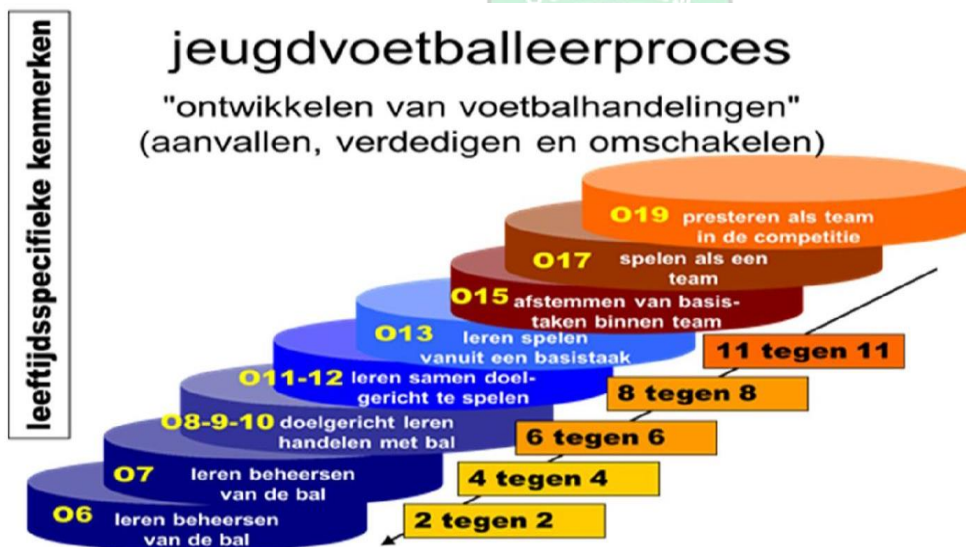 leeftijdsspecifieke kenmerken
jeugdvoetballeerproces
"ontwikkelen van voetbalhandelingen"
(aanvallen, verdedigen en omschakelen)
O19 presteren als team
in de competitie
O17 spelen als een
team
O15 afstemmen van basis-
taken binnen team
O13 leren spelen
vanuit een basistaak
O11-12 leren samen doel-
gericht te spelen
O8-9-10 doelgericht leren
handelen met bal
O7 leren beheersen
van de bal
O6 leren beheersen
van de bal
11 tegen 11
8 tegen 8
6 tegen 6
4 tegen 4
2 tegen 2